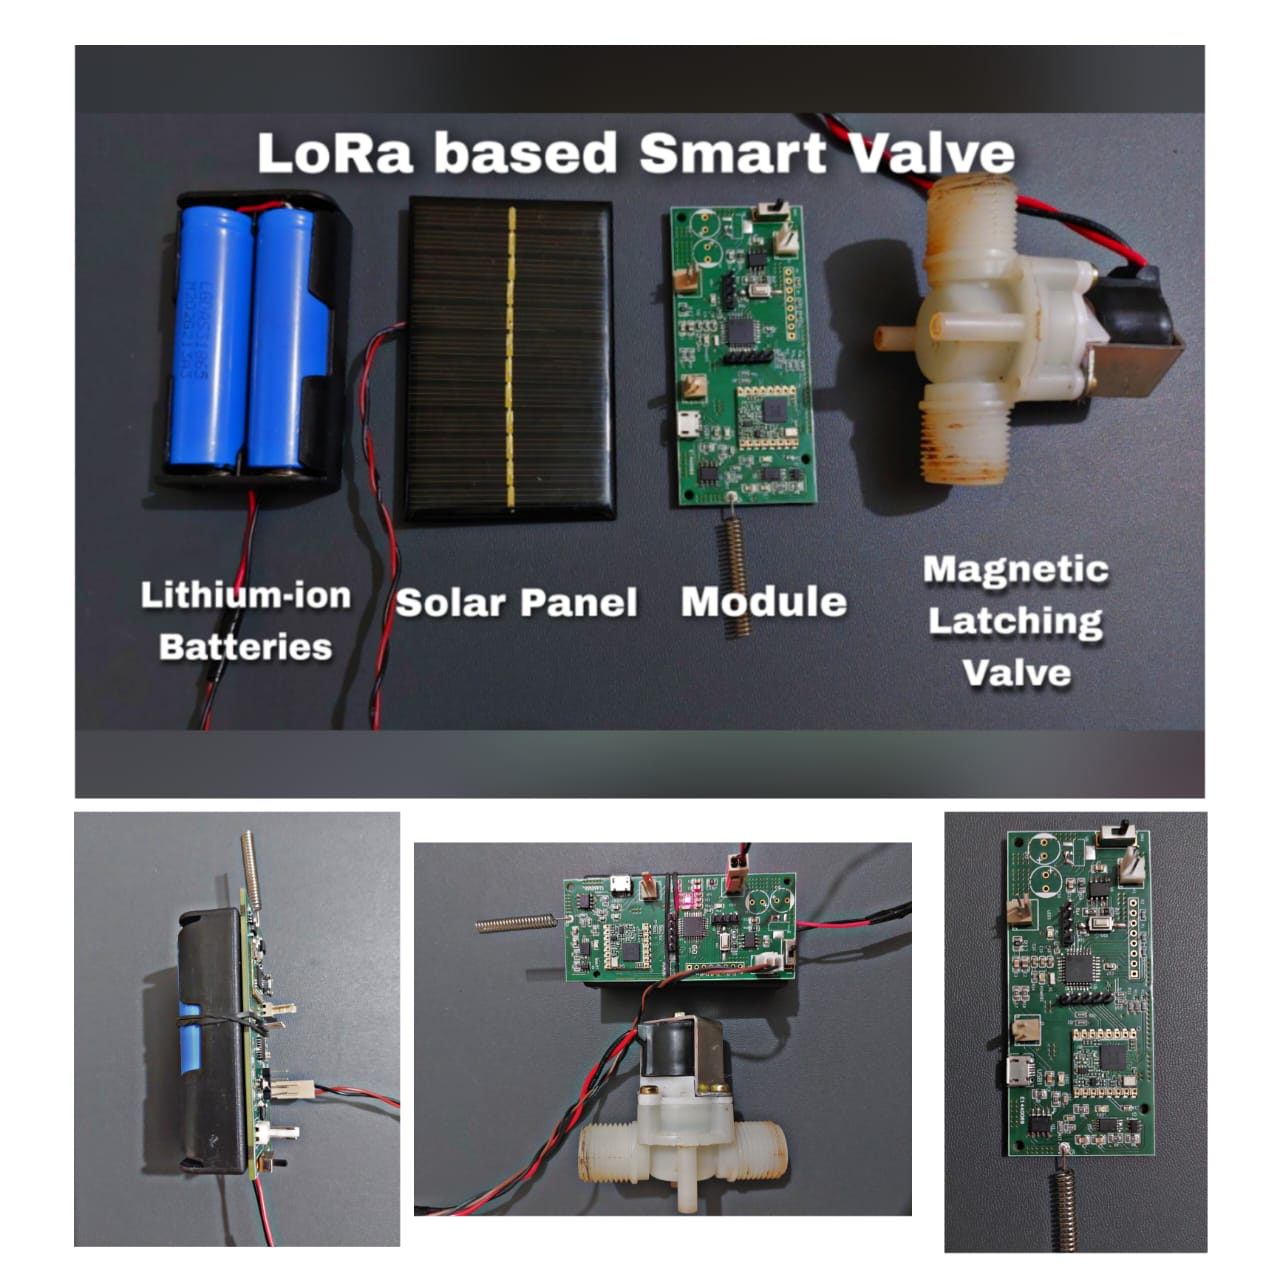 LoRa based Smart Valve
Lithium-ion
Batteries
Solar Panel
Module
Magnetic
Latching
Valve